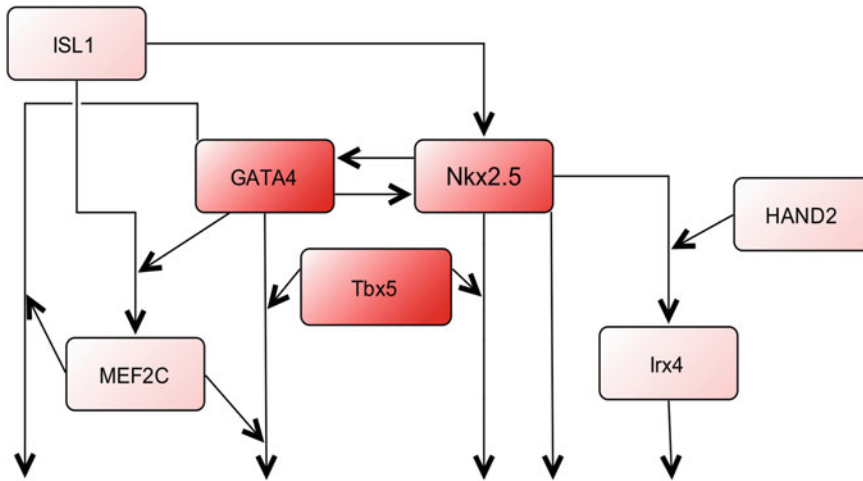 ISL1
GATA4
Nkx2.5
HAND2
Tbx5
MEF2C
Irx4